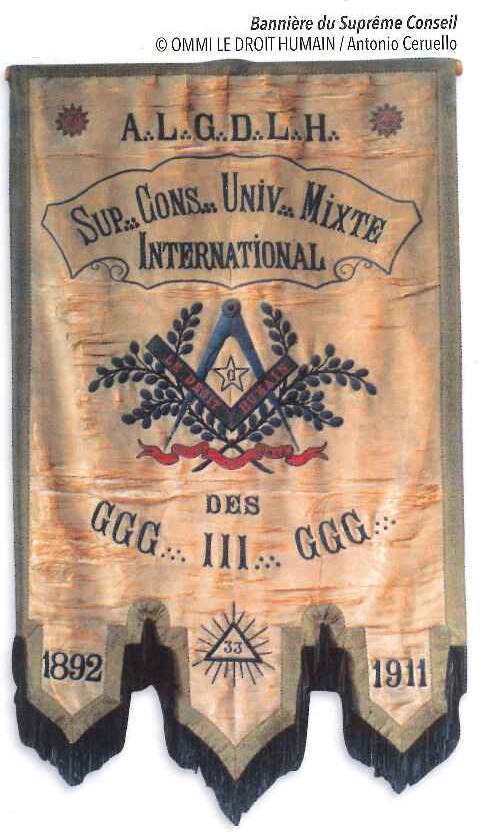 Bannière du Suprême Conseil
© OMMI LE DROIT HUMAIN / Antonio Ceruello
A∴L∴G∴D∴L∴H∴
SUP∴ CONS∴ UNIV∴ MIXTE
INTERNATIONAL
G
LE DROIT HUMAIN
DES
GGG∴ III∴ GGG∴
1892 33 1911